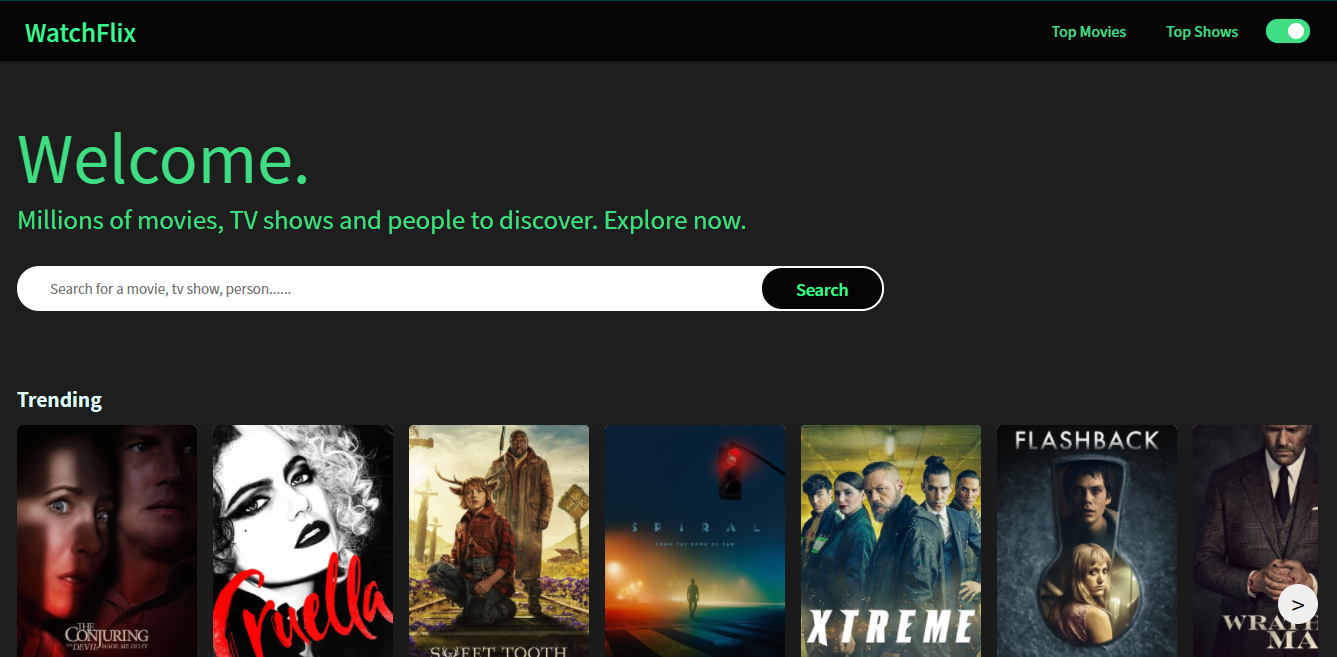 WatchFlix
Top Movies
Top Shows
Welcome.
Millions of movies, TV shows and people to discover. Explore now.
Search for a movie, tv show, person......
Search
Trending
THE
CONJURING
THE DEVIL MADE ME DO IT
Cruella
SWEET TOOTH
SPIRAL
FROM THE BOOK OF SAW
XTREME
FLASHBACK
>
WRATH
MA